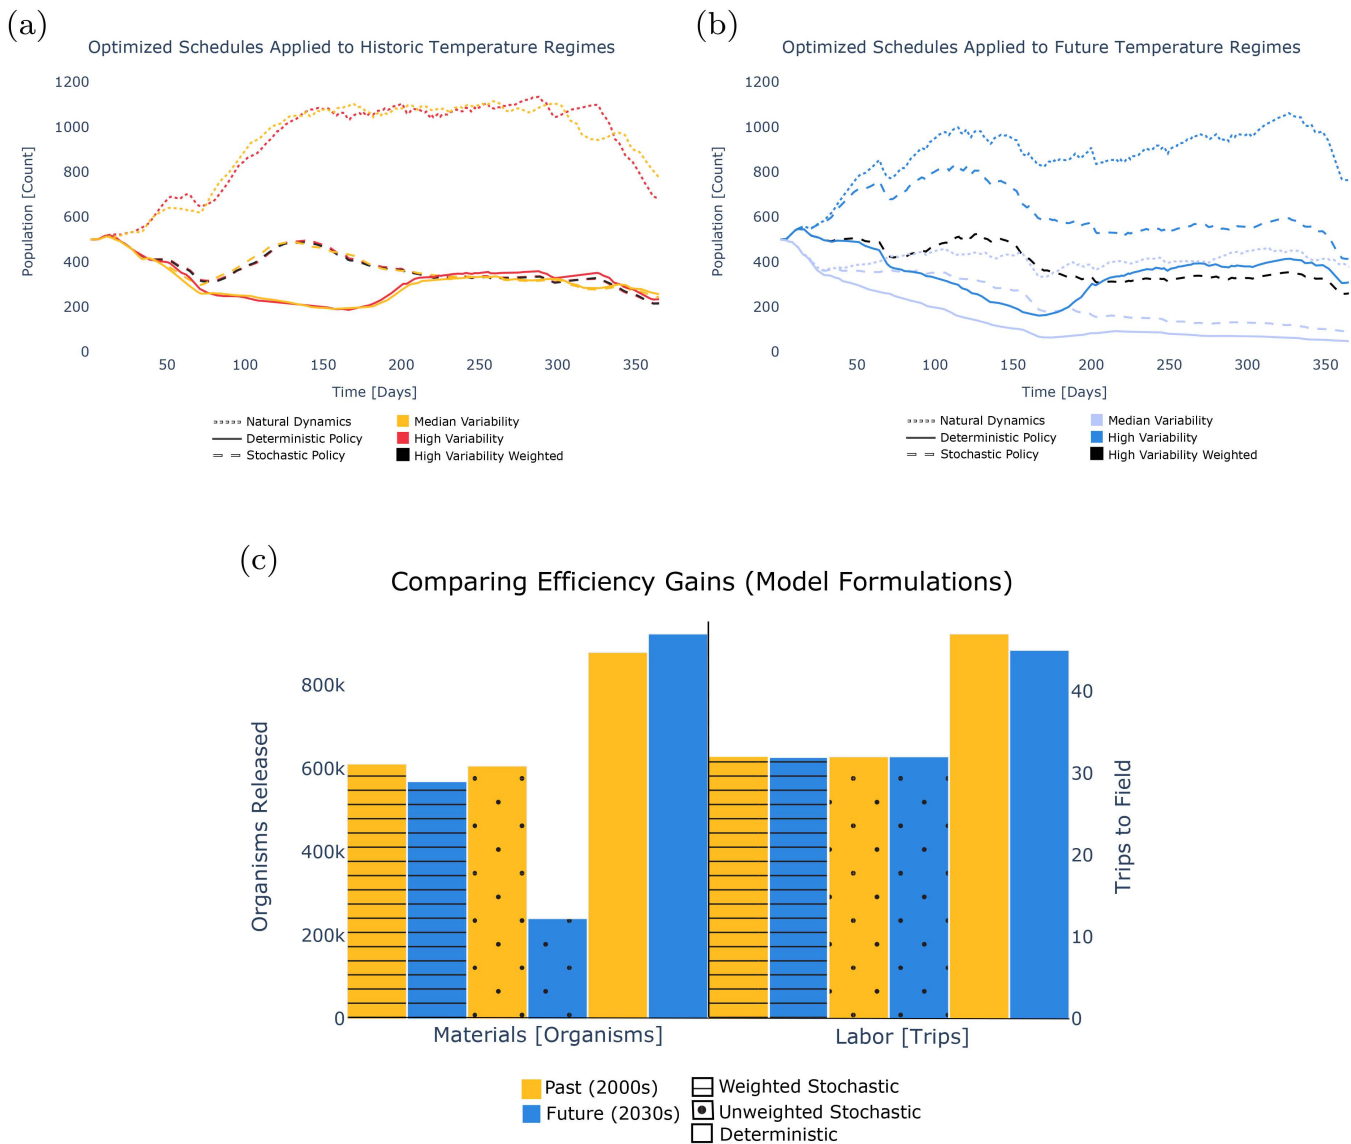 (a)
Optimized Schedules Applied to Historic Temperature Regimes
Population [Count]
1200
1000
800
600
400
200
0
50
100
150
200
250
300
350
Time [Days]
Natural Dynamics
Deterministic Policy
Stochastic Policy
Median Variability
High Variability
High Variability Weighted
(b)
Optimized Schedules Applied to Future Temperature Regimes
Population [Count]
1200
1000
800
600
400
200
0
50
100
150
200
250
300
350
Time [Days]
Natural Dynamics
Deterministic Policy
Stochastic Policy
Median Variability
High Variability
High Variability Weighted
(c)
Comparing Efficiency Gains (Model Formulations)
Organisms Released
800k
600k
400k
200k
0
Trips to Field
40
30
20
10
0
Materials [Organisms]
Labor [Trips]
Past (2000s)
Future (2030s)
Weighted Stochastic
Unweighted Stochastic
Deterministic